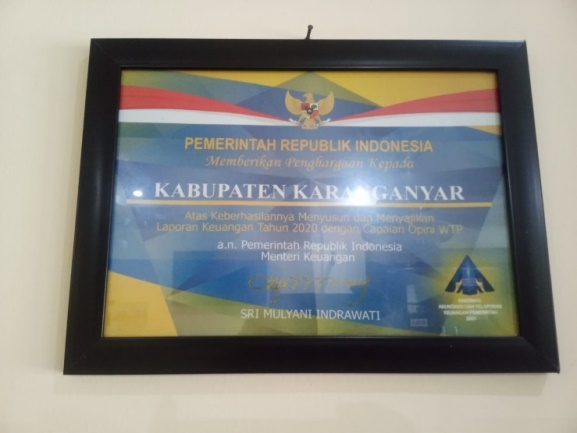 PEMERINTAH REPUBLIK INDONESIA
Memberikan Penghargaan Kepada
KABUPATEN KARANGANYAR
Atas Keberhasilannya Menyusun dan Menyajikan
Laporan Keuangan Tahun 2020 dengan Capaian Opini WTP
a.n. Pemerintah Republik Indonesia
Menteri Keuangan
SRI MULYANI INDRAWATI